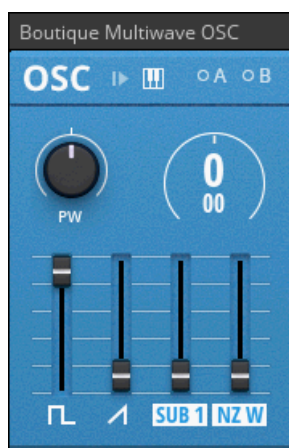 Boutique Multiwave OSC
OSC A B
0
00
PW
SUB 1 NZ W